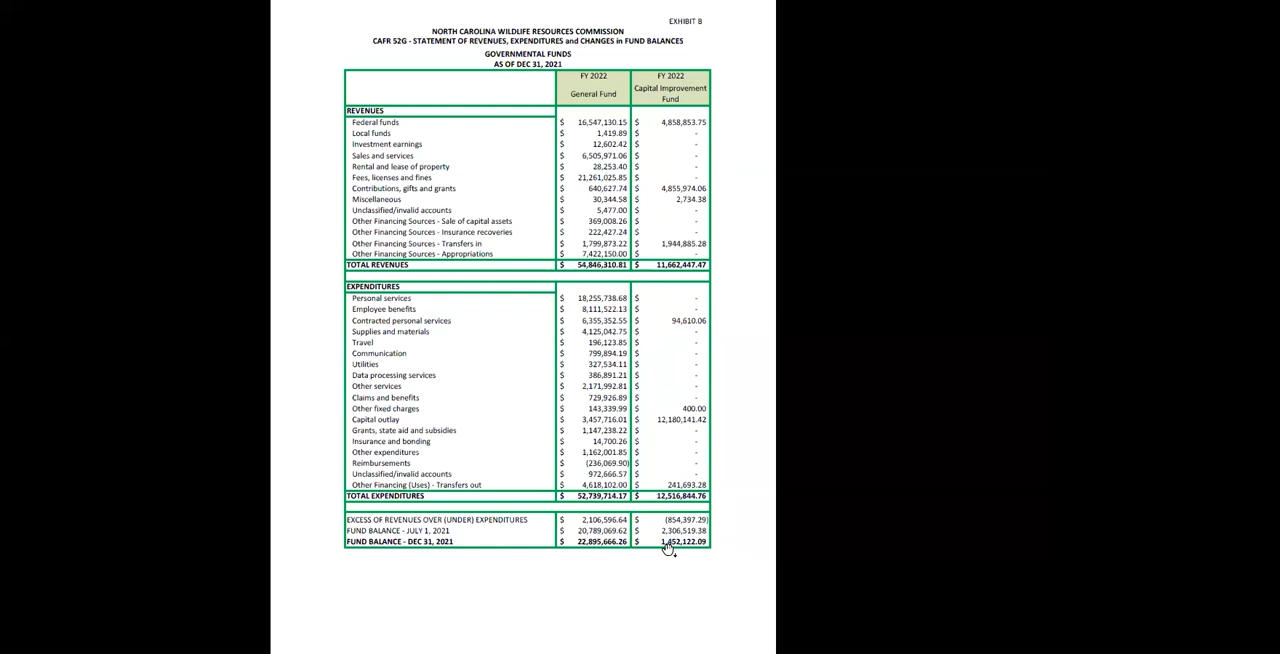 EXHIBIT B
NORTH CAROLINA WILDLIFE RESOURCES COMMISSION
CAFR 52G - STATEMENT OF REVENUES, EXPENDITURES and CHANGES in FUND BALANCES
GOVERNMENTAL FUNDS
AS OF DEC 31, 2021
FY 2022 FY 2022
General Fund Capital Improvement Fund
REVENUES
Federal funds $ 16,547,130.15 $ 4,858,853.75
Local funds $ 1,419.89 $ -
Investment earnings $ 12,602.42 $ -
Sales and services $ 6,505,971.06 $ -
Rental and lease of property $ 28,253.40 $ -
Fees, licenses and fines $ 21,261,025.85 $ -
Contributions, gifts and grants $ 640,627.74 $ 4,855,974.06
Miscellaneous $ 30,344.58 $ 2,734.38
Unclassified/invalid accounts $ 5,477.00 $ -
Other Financing Sources - Sale of capital assets $ 369,008.26 $ -
Other Financing Sources - Insurance recoveries $ 222,427.24 $ -
Other Financing Sources - Transfers in $ 1,799,873.22 $ 1,944,885.28
Other Financing Sources - Appropriations $ 7,422,150.00 $ -
TOTAL REVENUES $ 54,846,310.81 $ 11,662,447.47
EXPENDITURES
Personal services $ 18,255,738.68 $ -
Employee benefits $ 8,111,522.13 $ -
Contracted personal services $ 6,355,352.55 $ 94,610.06
Supplies and materials $ 4,125,042.75 $ -
Travel $ 196,123.85 $ -
Communication $ 799,894.19 $ -
Utilities $ 327,534.11 $ -
Data processing services $ 386,891.21 $ -
Other services $ 2,171,992.81 $ -
Claims and benefits $ 729,926.89 $ -
Other fixed charges $ 143,339.99 $ 400.00
Capital outlay $ 3,457,716.01 $ 12,180,141.42
Grants, state aid and subsidies $ 1,147,238.22 $ -
Insurance and bonding $ 14,700.26 $ -
Other expenditures $ 1,162,001.85 $ -
Reimbursements $ (236,069.90) $ -
Unclassified/invalid accounts $ 972,666.57 $ -
Other Financing (Uses) - Transfers out $ 4,618,102.00 $ 241,693.28
TOTAL EXPENDITURES $ 52,739,714.17 $ 12,516,844.76
EXCESS OF REVENUES OVER (UNDER) EXPENDITURES $ 2,106,596.64 $ (854,397.29)
FUND BALANCE - JULY 1, 2021 $ 20,789,069.62 $ 2,306,519.38
FUND BALANCE - DEC 31, 2021 $ 22,895,666.26 $ 1,452,122.09